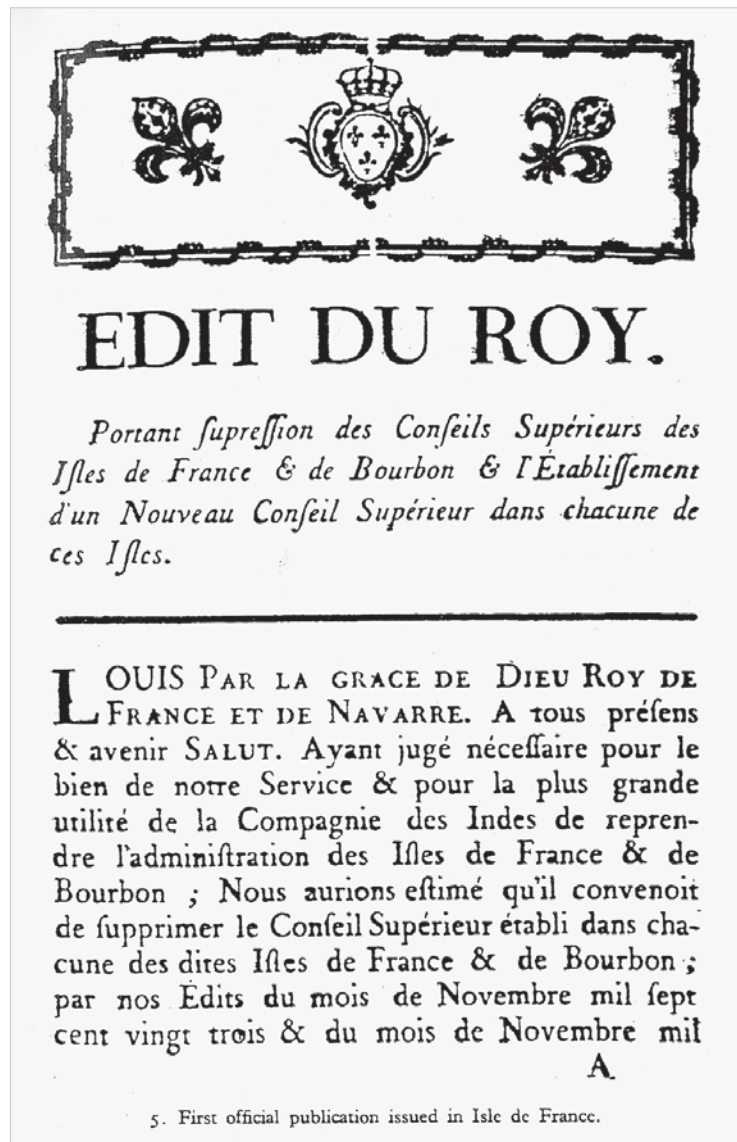 EDIT DU ROY.
Portant ſupreſſion des Conſeils Supérieurs des
Iſles de France & de Bourbon & l'Établiſſement
d'un Nouveau Conſeil Supérieur dans chacune de
ces Iſles.
LOUIS PAR LA GRACE DE DIEU ROY DE
FRANCE ET DE NAVARRE. A tous préſens
& avenir SALUT. Ayant jugé néceſſaire pour le
bien de notre Service & pour la plus grande
utilité de la Compagnie des Indes de repren-
dre l'adminiſtration des Iſles de France & de
Bourbon ; Nous aurions eſtimé qu'il convenoit
de ſupprimer le Conſeil Supérieur établi dans cha-
cune des dites Iſles de France & de Bourbon ;
par nos Édits du mois de Novembre mil ſept
cent vingt trois & du mois de Novembre mil
A
5. First official publication issued in Isle de France.